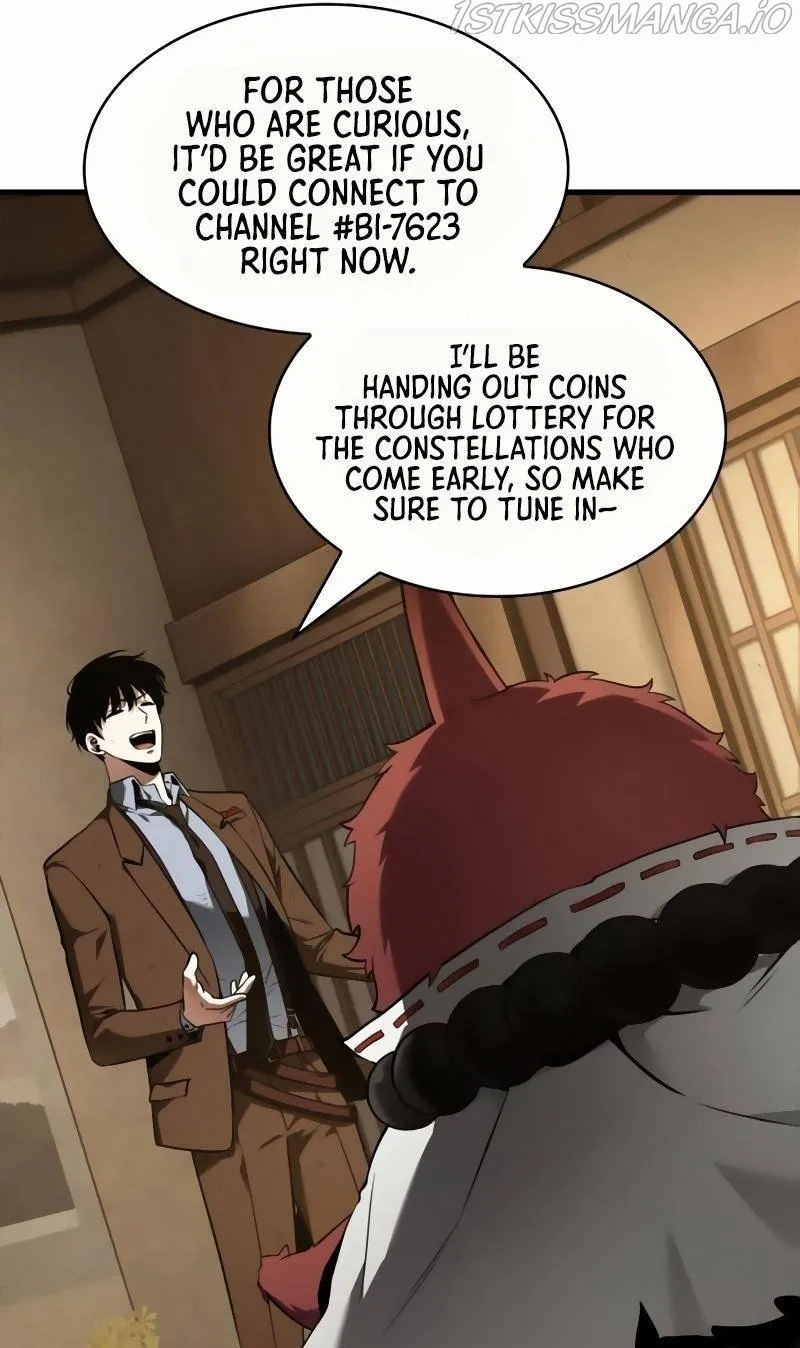 1STKISSMANGA.IO
FOR THOSE
WHO ARE CURIOUS,
IT'D BE GREAT IF YOU
COULD CONNECT TO
CHANNEL #BI-7623
RIGHT NOW.
I'LL BE
HANDING OUT COINS
THROUGH LOTTERY FOR
THE CONSTELLATIONS WHO
COME EARLY, SO MAKE
SURE TO TUNE IN~